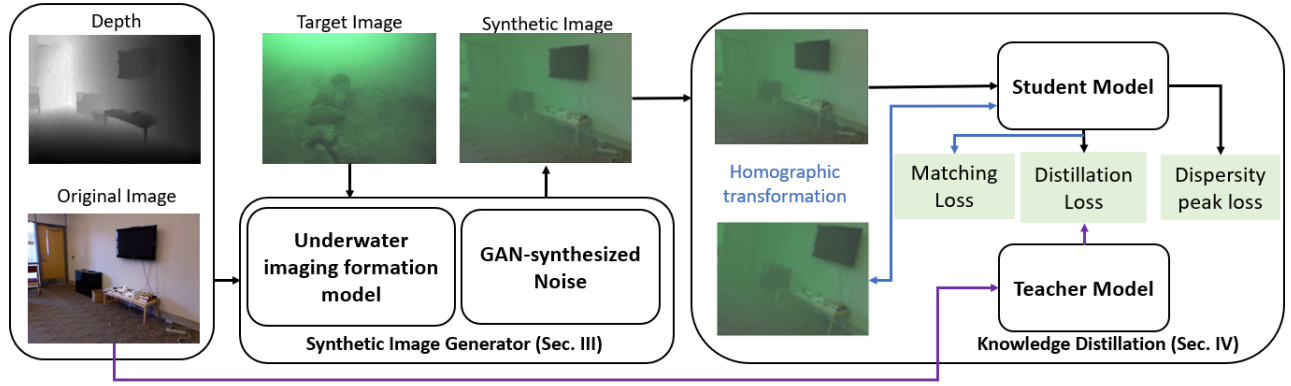 Depth
Original Image
Target Image
Synthetic Image
Underwater
imaging formation
model
GAN-synthesized
Noise
Synthetic Image Generator (Sec. III)
Homographic
transformation
Student Model
Matching
Loss
Distillation
Loss
Dispersity
peak loss
Teacher Model
Knowledge Distillation (Sec. IV)